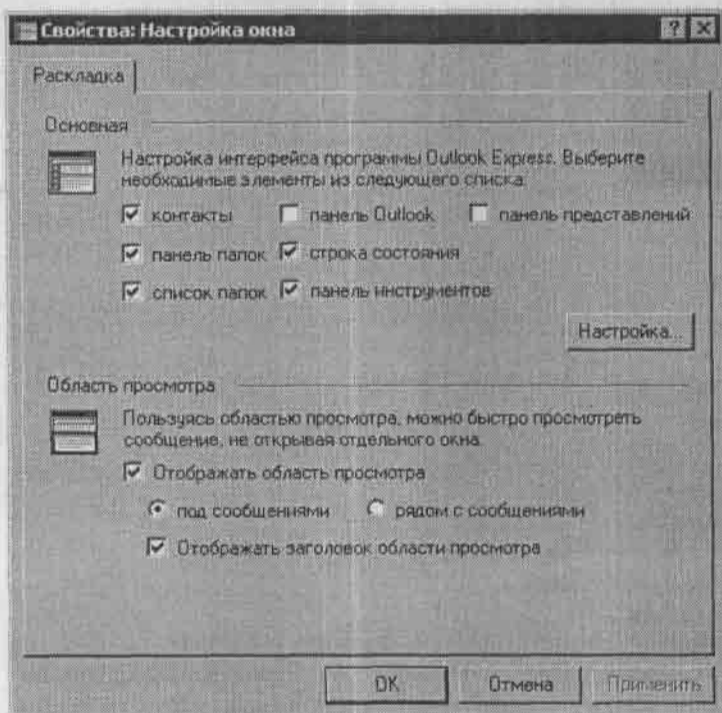 Свойства: Настройка окна
Раскладка
Основная
Настройка интерфейса программы Outlook Express. Выберите
необходимые элементы из следующего списка:
контакты панель Outlook панель представлений
панель папок строка состояния
список папок панель инструментов
Настройка...
Область просмотра
Пользуясь областью просмотра, можно быстро просмотреть
сообщение, не открывая отдельного окна.
Отображать область просмотра
под сообщениями рядом с сообщениями
Отображать заголовок области просмотра
OK Отмена Применить